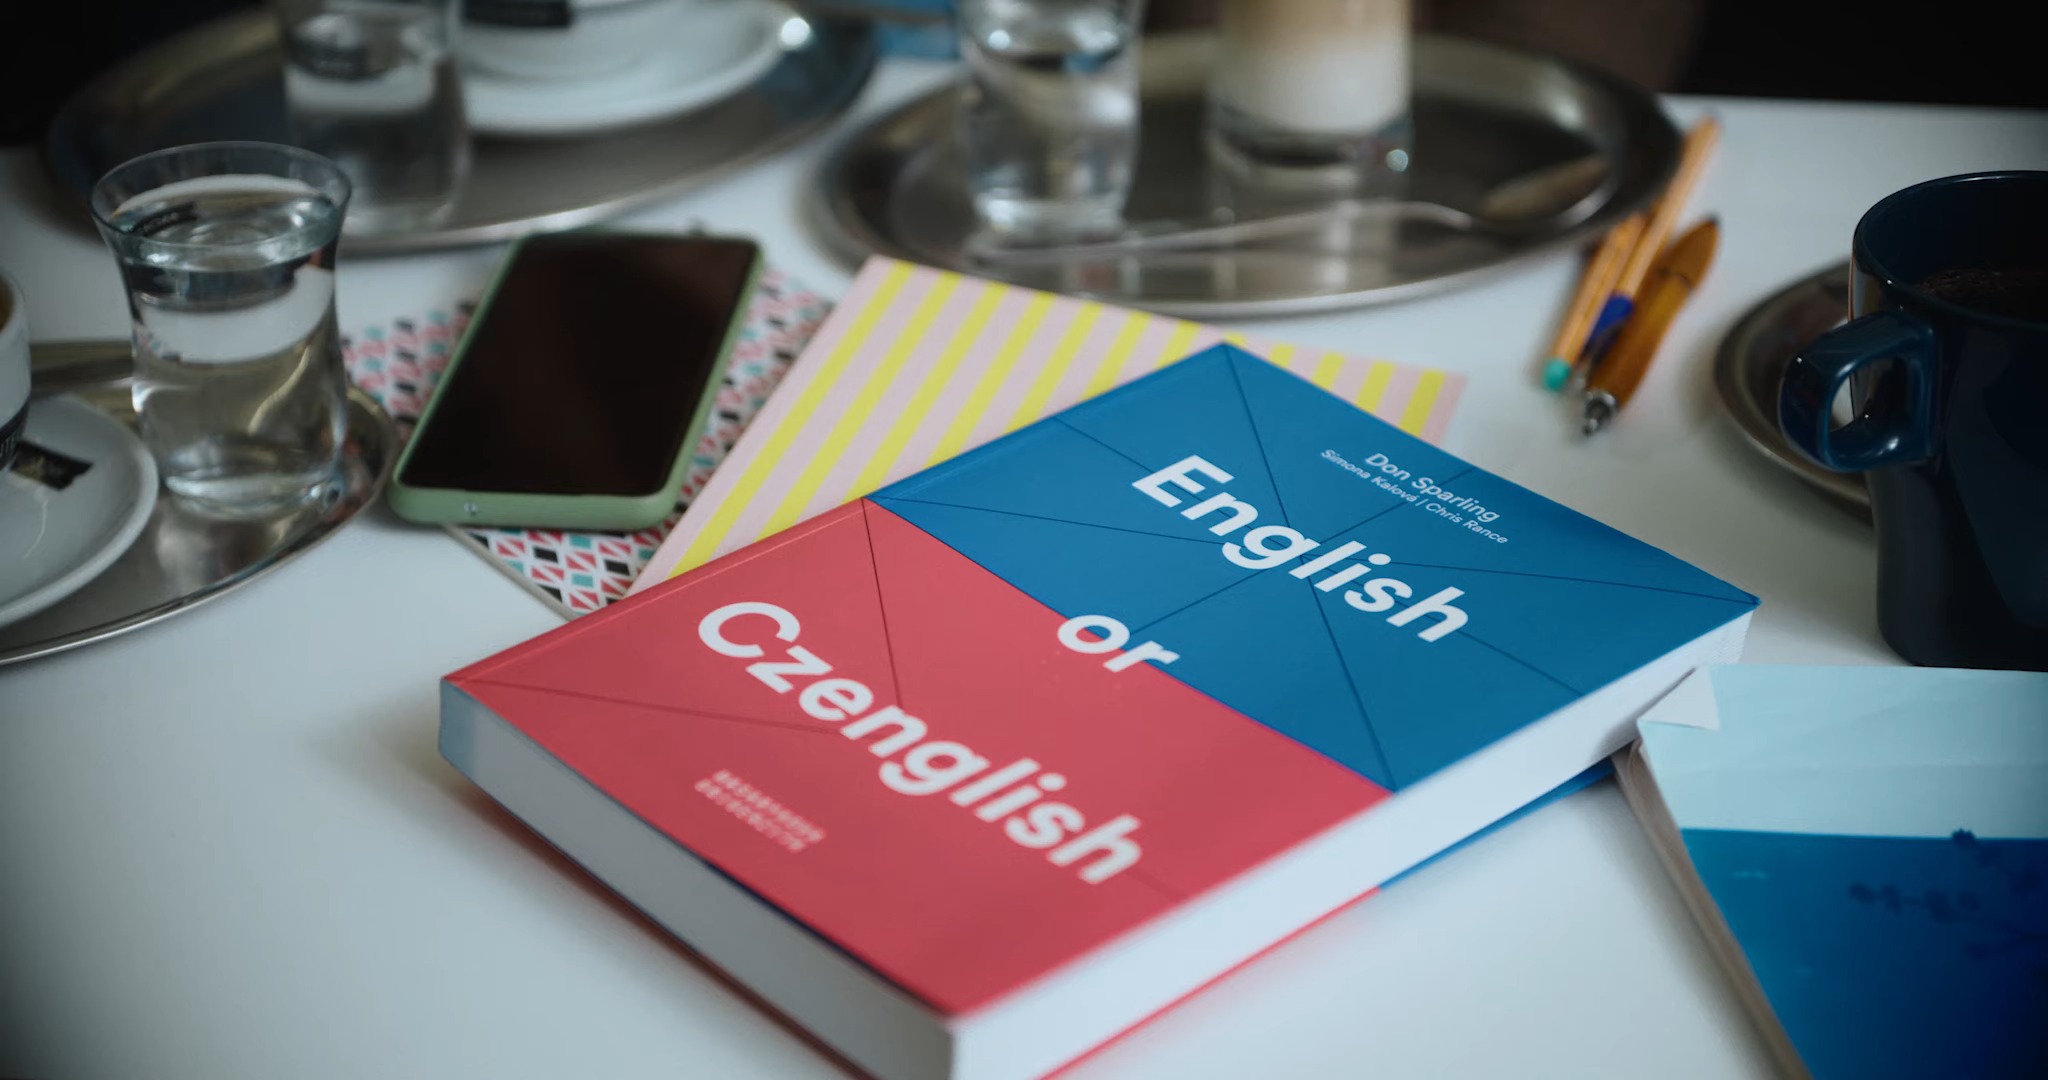 Don Sparling
Simona Kalová | Chris Rance
English
or
Czenglish